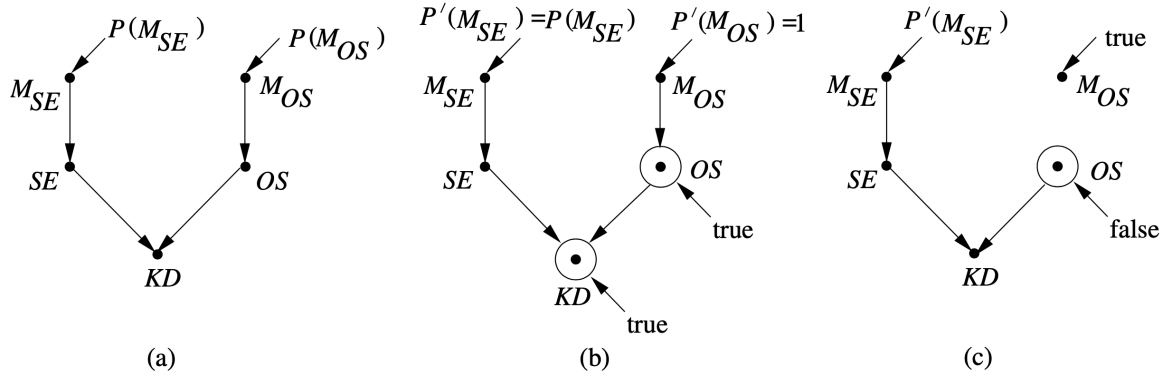 P(M_SE)
P(M_OS)
M_SE
M_OS
SE
OS
KD
(a)
P′(M_SE)=P(M_SE)
P′(M_OS)=1
M_SE
M_OS
SE
OS
true
KD
true
(b)
P′(M_SE)
true
M_SE
M_OS
SE
OS
false
KD
(c)